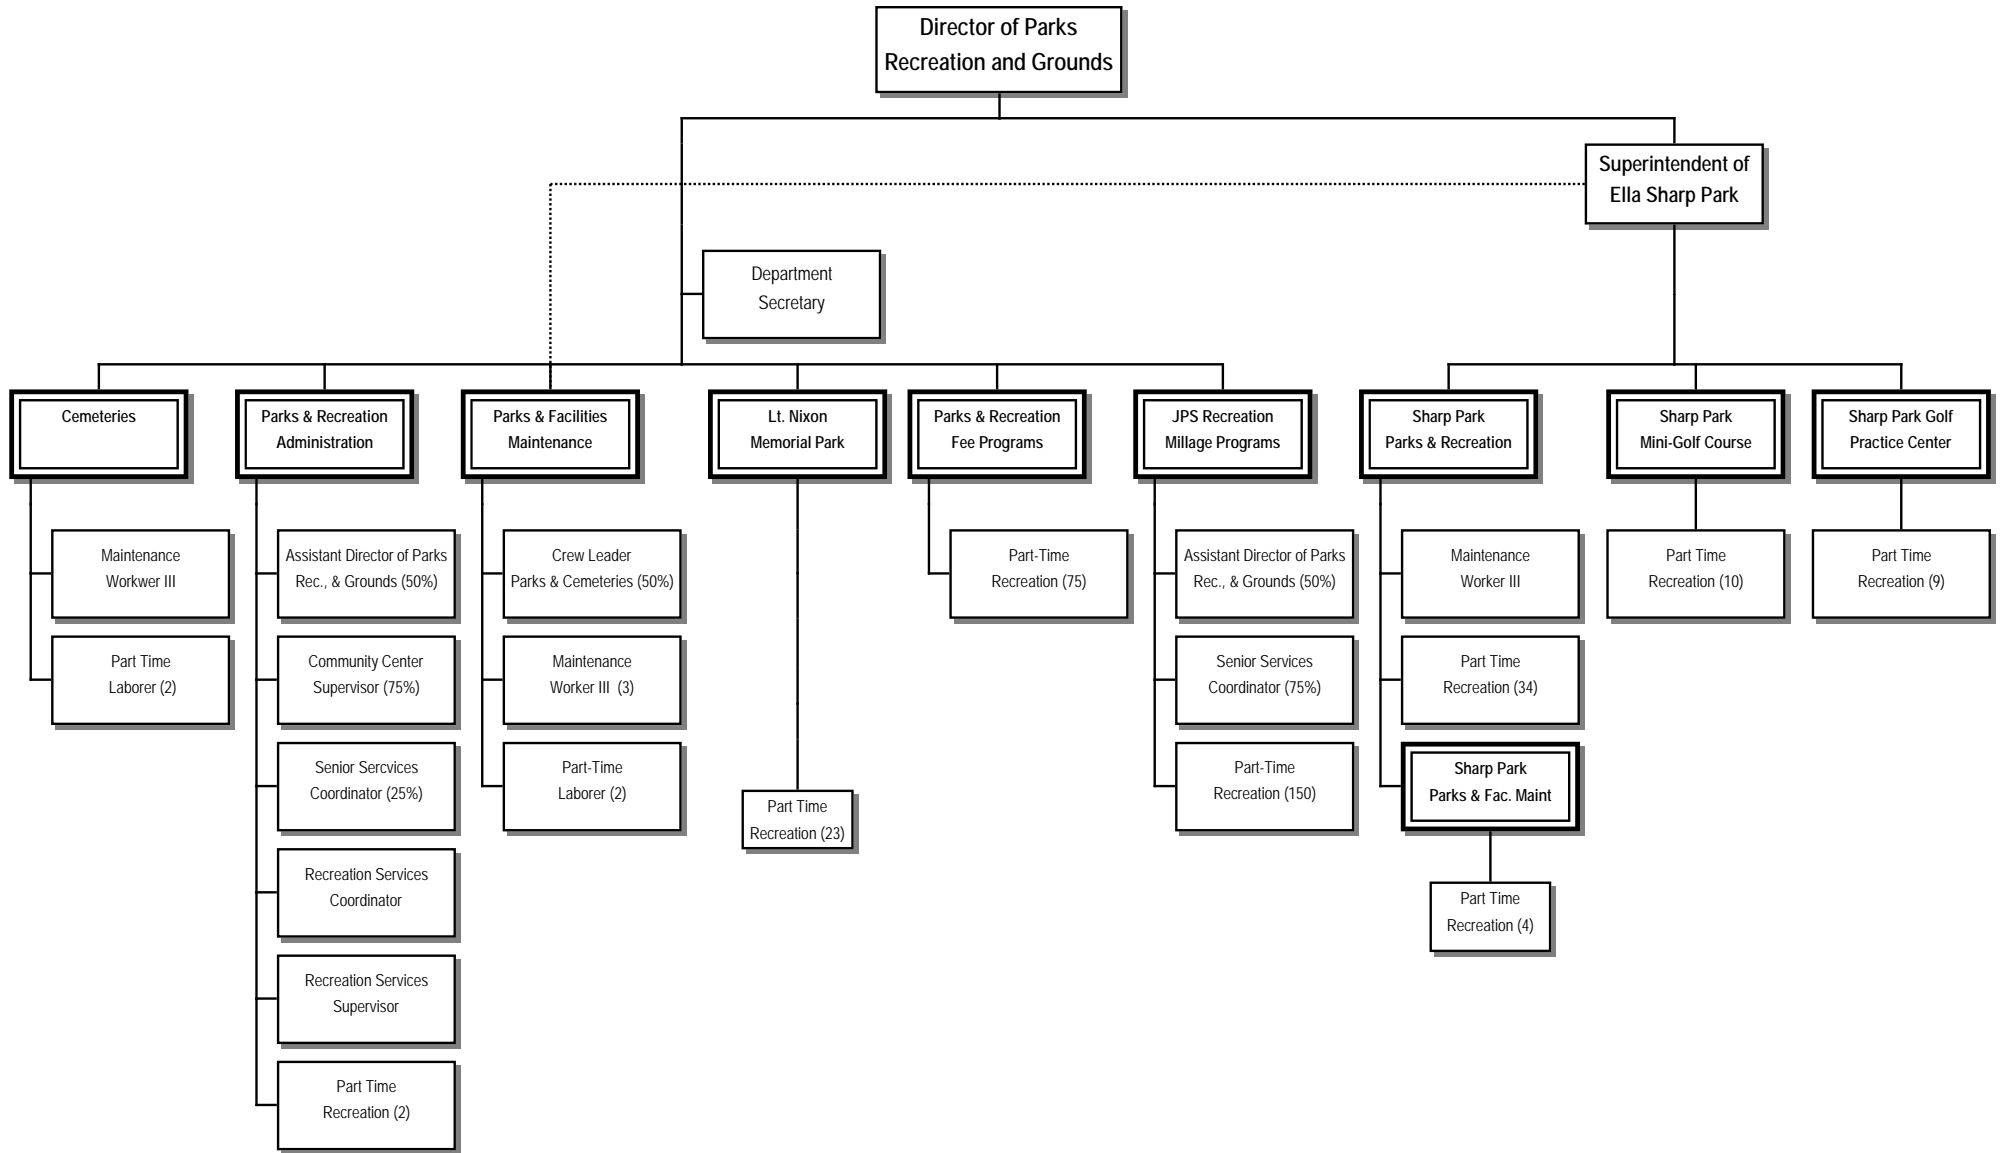 Director of Parks
Recreation and Grounds
Superintendent of
Ella Sharp Park
Department
Secretary
Cemeteries
Parks & Recreation
Administration
Parks & Facilities
Maintenance
Lt. Nixon
Memorial Park
Parks & Recreation
Fee Programs
JPS Recreation
Millage Programs
Sharp Park
Parks & Recreation
Sharp Park
Mini-Golf Course
Sharp Park Golf
Practice Center
Maintenance
Workwer III
Part Time
Laborer (2)
Assistant Director of Parks
Rec., & Grounds (50%)
Community Center
Supervisor (75%)
Senior Sercvices
Coordinator (25%)
Recreation Services
Coordinator
Recreation Services
Supervisor
Part Time
Recreation (2)
Crew Leader
Parks & Cemeteries (50%)
Maintenance
Worker III (3)
Part-Time
Laborer (2)
Part Time
Recreation (23)
Part-Time
Recreation (75)
Assistant Director of Parks
Rec., & Grounds (50%)
Senior Services
Coordinator (75%)
Part-Time
Recreation (150)
Maintenance
Worker III
Part Time
Recreation (34)
Sharp Park
Parks & Fac. Maint
Part Time
Recreation (4)
Part Time
Recreation (10)
Part Time
Recreation (9)